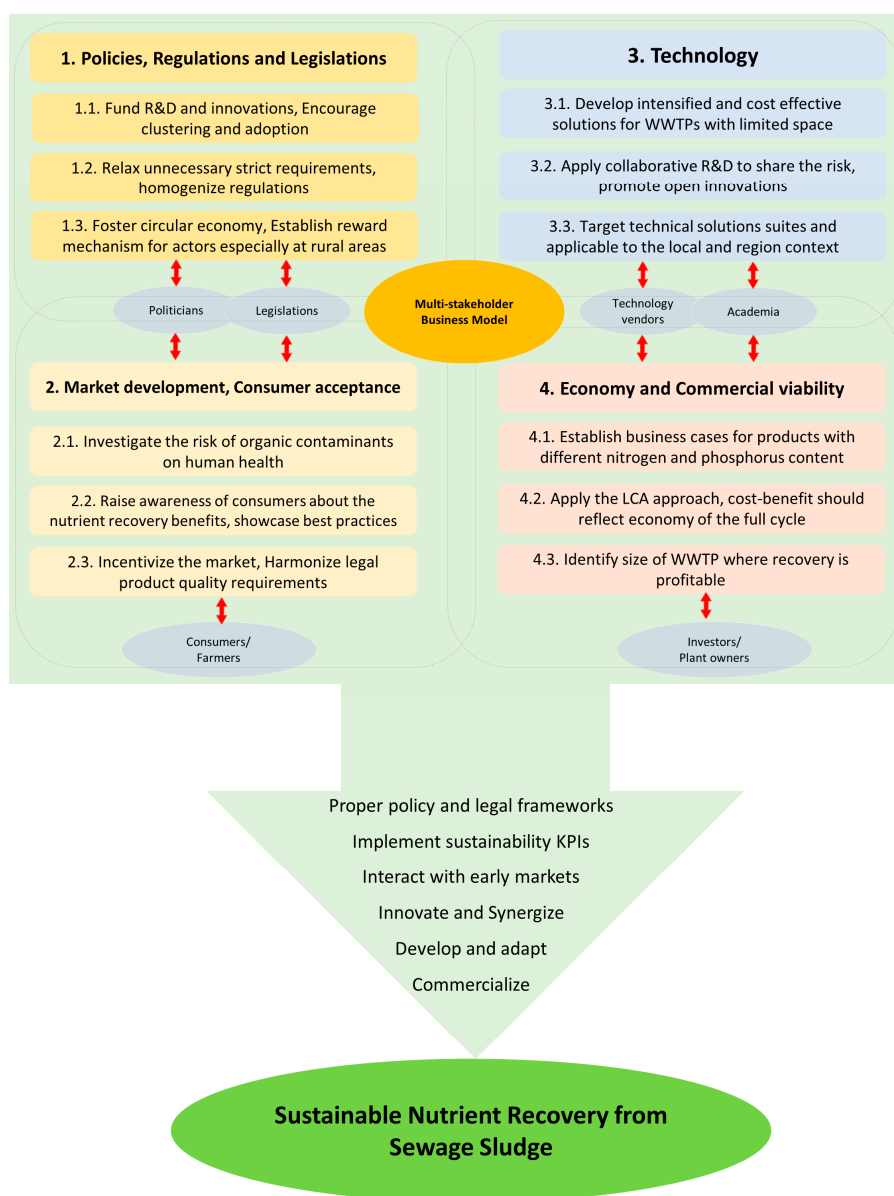 1. Policies, Regulations and Legislations
1.1. Fund R&D and innovations, Encourage
clustering and adoption
1.2. Relax unnecessary strict requirements,
homogenize regulations
1.3. Foster circular economy, Establish reward
mechanism for actors especially at rural areas
Politicians
Legislations
2. Market development, Consumer acceptance
2.1. Investigate the risk of organic contaminants
on human health
2.2. Raise awareness of consumers about the
nutrient recovery benefits, showcase best practices
2.3. Incentivize the market, Harmonize legal
product quality requirements
Consumers/
Farmers
Multi-stakeholder
Business Model
3. Technology
3.1. Develop intensified and cost effective
solutions for WWTPs with limited space
3.2. Apply collaborative R&D to share the risk,
promote open innovations
3.3. Target technical solutions suites and
applicable to the local and region context
Technology
vendors
Academia
4. Economy and Commercial viability
4.1. Establish business cases for products with
different nitrogen and phosphorus content
4.2. Apply the LCA approach, cost-benefit should
reflect economy of the full cycle
4.3. Identify size of WWTP where recovery is
profitable
Investors/
Plant owners
Proper policy and legal frameworks
Implement sustainability KPIs
Interact with early markets
Innovate and Synergize
Develop and adapt
Commercialize
Sustainable Nutrient Recovery from
Sewage Sludge